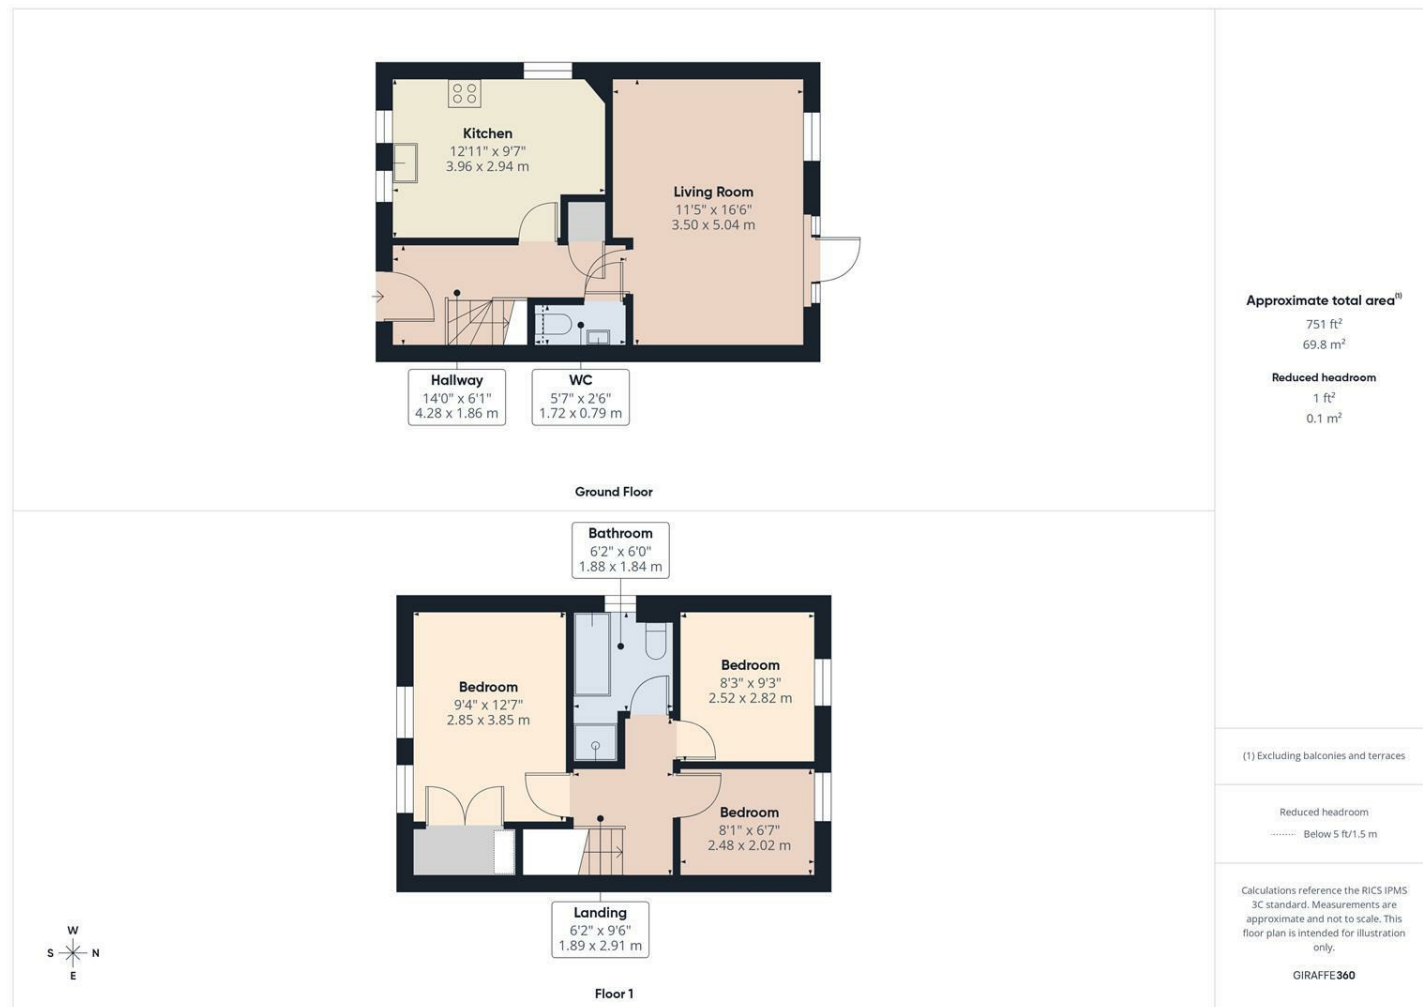 Kitchen
12'11" x 9'7"
3.96 x 2.94 m
Living Room
11'5" x 16'6"
3.50 x 5.04 m
Hallway
14'0" x 6'1"
4.28 x 1.86 m
WC
5'7" x 2'6"
1.72 x 0.79 m
Ground Floor
Bathroom
6'2" x 6'0"
1.88 x 1.84 m
Bedroom
9'4" x 12'7"
2.85 x 3.85 m
Bedroom
8'3" x 9'3"
2.52 x 2.82 m
Bedroom
8'1" x 6'7"
2.48 x 2.02 m
Landing
6'2" x 9'6"
1.89 x 2.91 m
W
S N
E
Floor 1
Approximate total area(1)
751 ft²
69.8 m²
Reduced headroom
1 ft²
0.1 m²
(1) Excluding balconies and terraces
Reduced headroom
Below 5 ft/1.5 m
Calculations reference the RICS IPMS
3C standard. Measurements are
approximate and not to scale. This
floor plan is intended for illustration
only.
GIRAFFE360